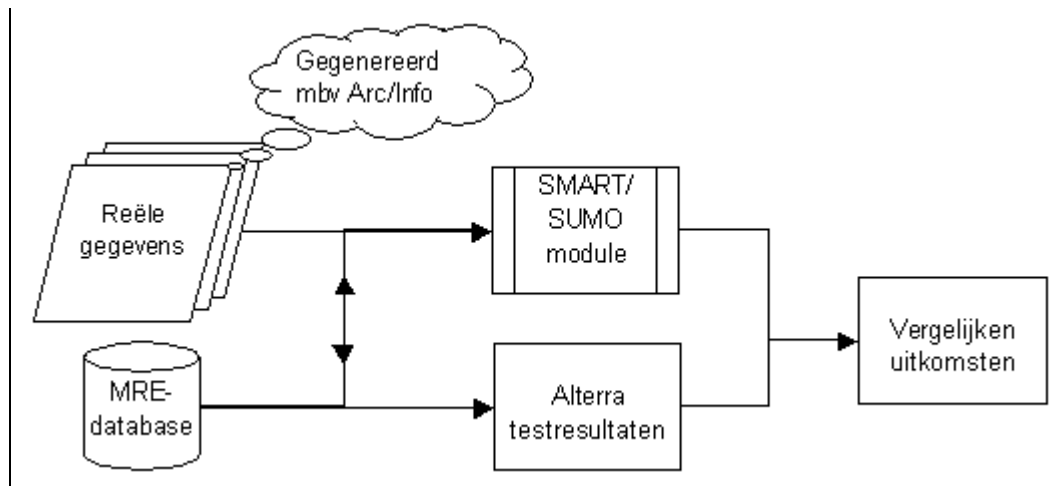 Gegenereerd
mbv Arc/Info
Reële
gegevens
SMART/
SUMO
module
MRE-
database
Alterra
testresultaten
Vergelijken
uitkomsten